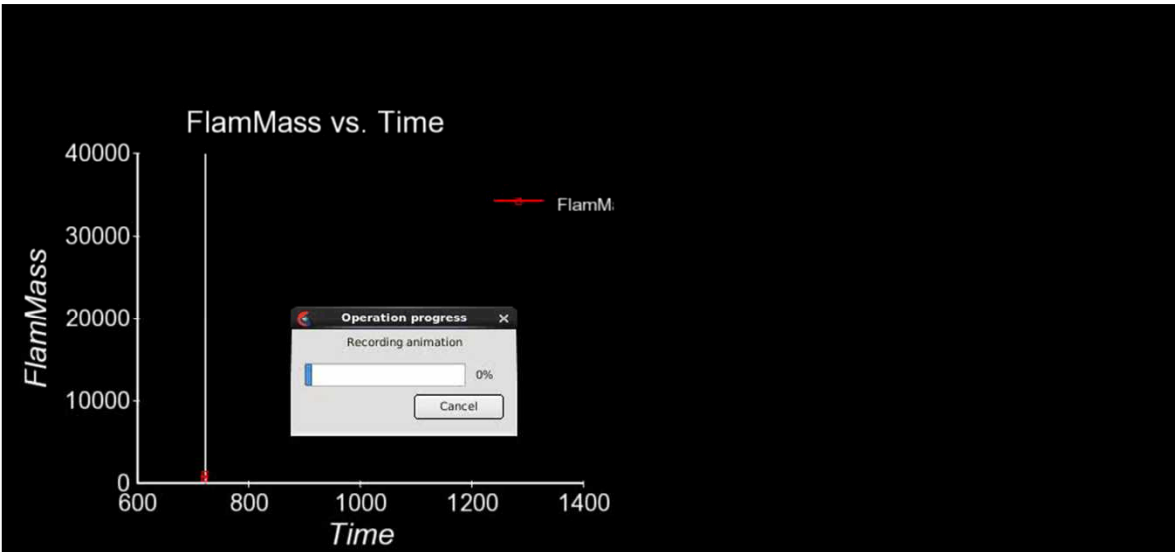 FlamMass vs. Time
40000
FlamM
30000
FlamMass
20000
Operation progress
Recording animation
0%
10000
Cancel
0
600 800 1000 1200 1400
Time